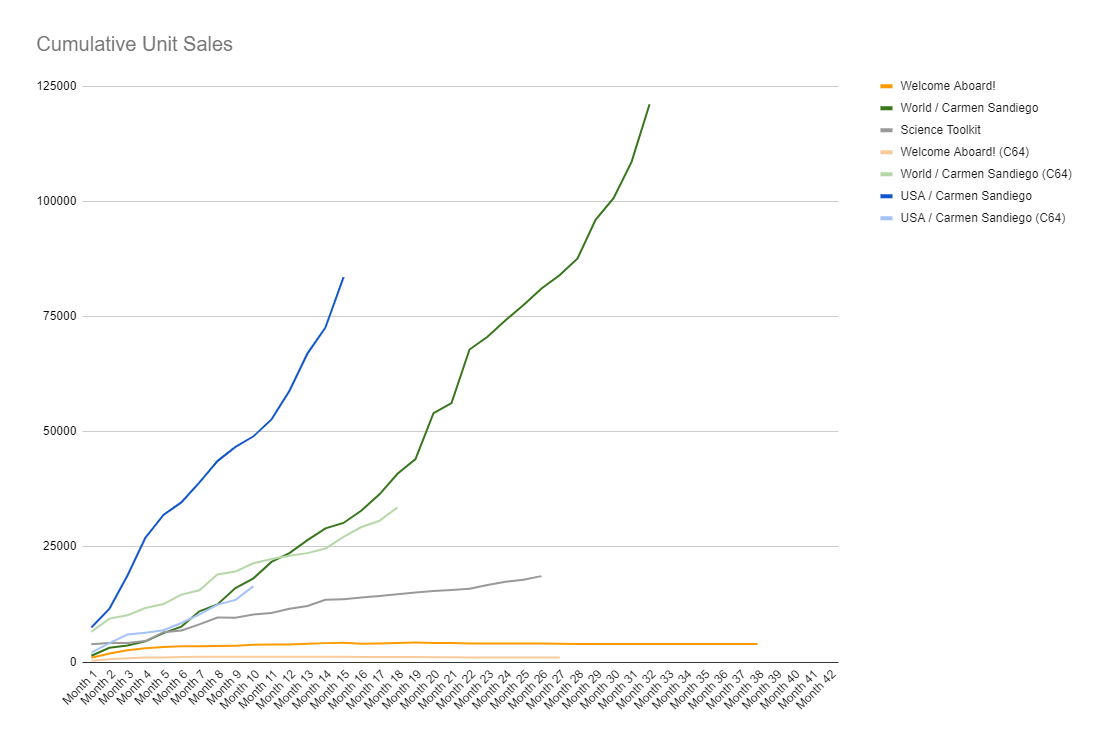 Cumulative Unit Sales
125000
100000
75000
50000
25000
0
Month 1
Month 2
Month 3
Month 4
Month 5
Month 6
Month 7
Month 8
Month 9
Month 10
Month 11
Month 12
Month 13
Month 14
Month 15
Month 16
Month 17
Month 18
Month 19
Month 20
Month 21
Month 22
Month 23
Month 24
Month 25
Month 26
Month 27
Month 28
Month 29
Month 30
Month 31
Month 32
Month 33
Month 34
Month 35
Month 36
Month 37
Month 38
Month 39
Month 40
Month 41
Month 42
Welcome Aboard!
World / Carmen Sandiego
Science Toolkit
Welcome Aboard! (C64)
World / Carmen Sandiego (C64)
USA / Carmen Sandiego
USA / Carmen Sandiego (C64)